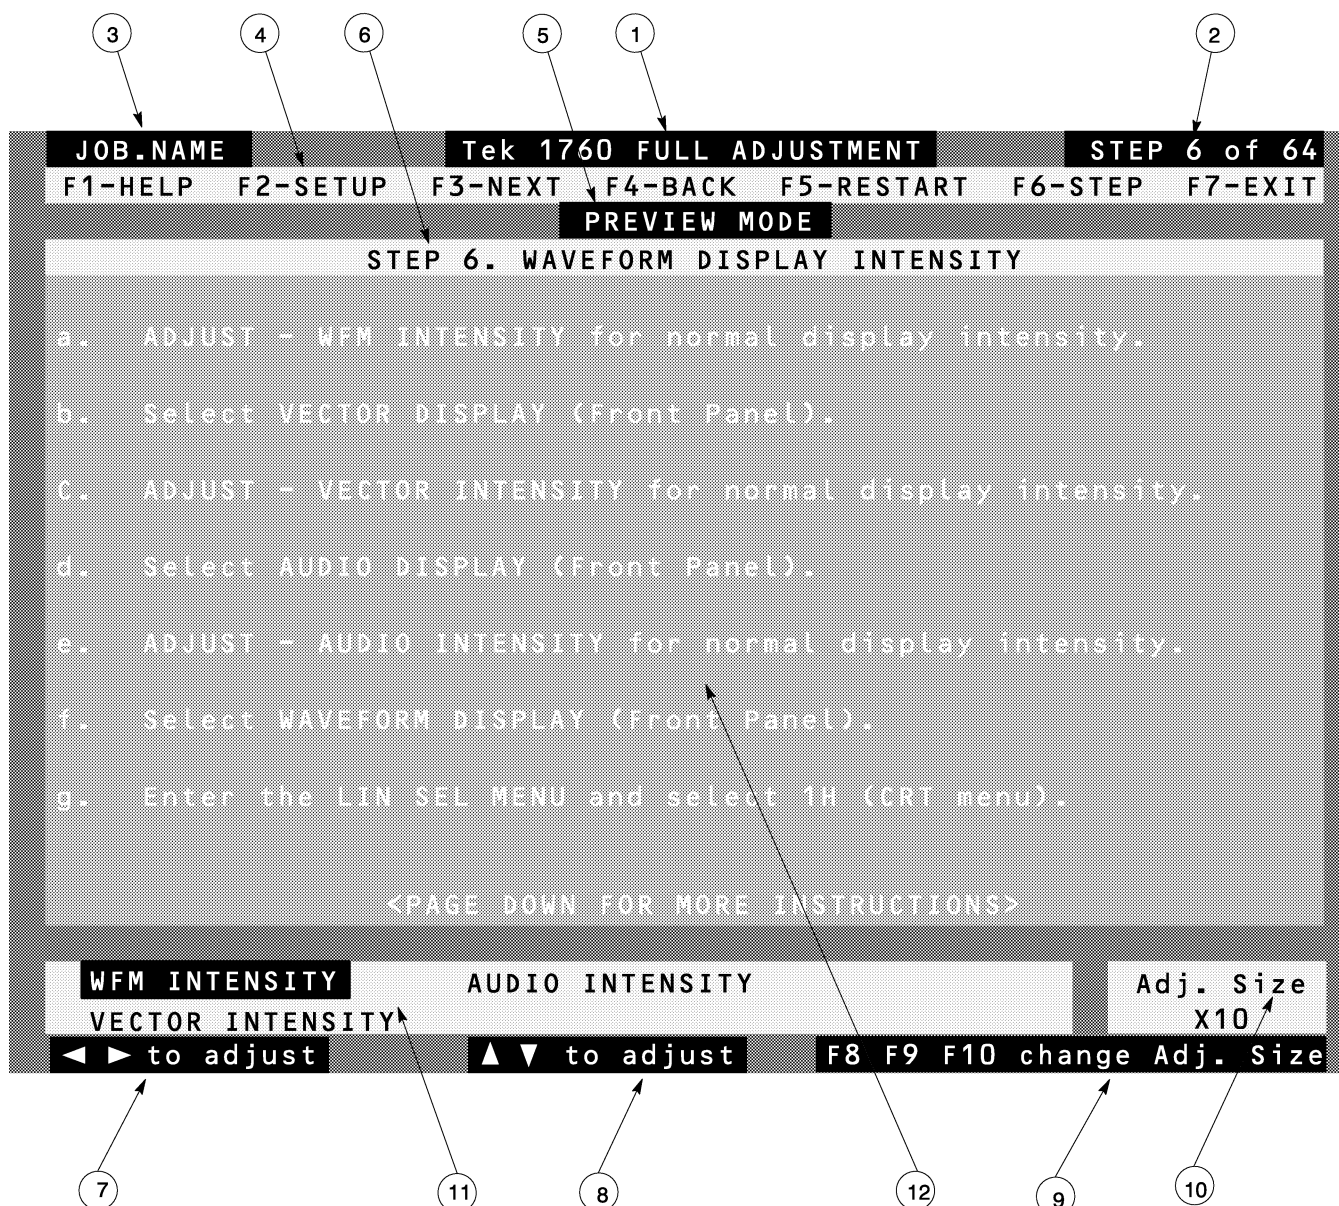 3 4 6 5 1 2
JOB.NAME Tek 1760 FULL ADJUSTMENT STEP 6 of 64
F1-HELP F2-SETUP F3-NEXT F4-BACK F5-RESTART F6-STEP F7-EXIT
PREVIEW MODE
STEP 6. WAVEFORM DISPLAY INTENSITY
a. ADJUST - WFM INTENSITY for normal display intensity.
b. Select VECTOR DISPLAY (Front Panel).
C. ADJUST - VECTOR INTENSITY for normal display intensity.
d. Select AUDIO DISPLAY (Front Panel).
e. ADJUST - AUDIO INTENSITY for normal display intensity.
f. Select WAVEFORM DISPLAY (Front Panel).
g. Enter the LIN SEL MENU and select 1H (CRT menu).
<PAGE DOWN FOR MORE INSTRUCTIONS>
WFM INTENSITY AUDIO INTENSITY Adj. Size
VECTOR INTENSITY X10
◄ ► to adjust ▲ ▼ to adjust F8 F9 F10 change Adj. Size
7 11 8 12 9 10